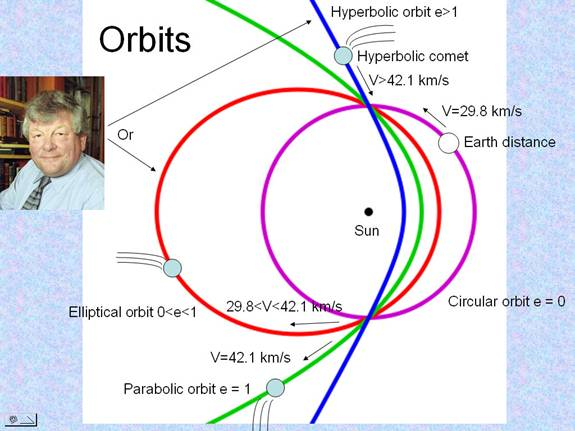 Orbits
Hyperbolic orbit e>1
Hyperbolic comet
V>42.1 km/s
V=29.8 km/s
Or
Earth distance
Sun
Elliptical orbit 0<e<1
29.8<V<42.1 km/s
Circular orbit e = 0
V=42.1 km/s
Parabolic orbit e = 1